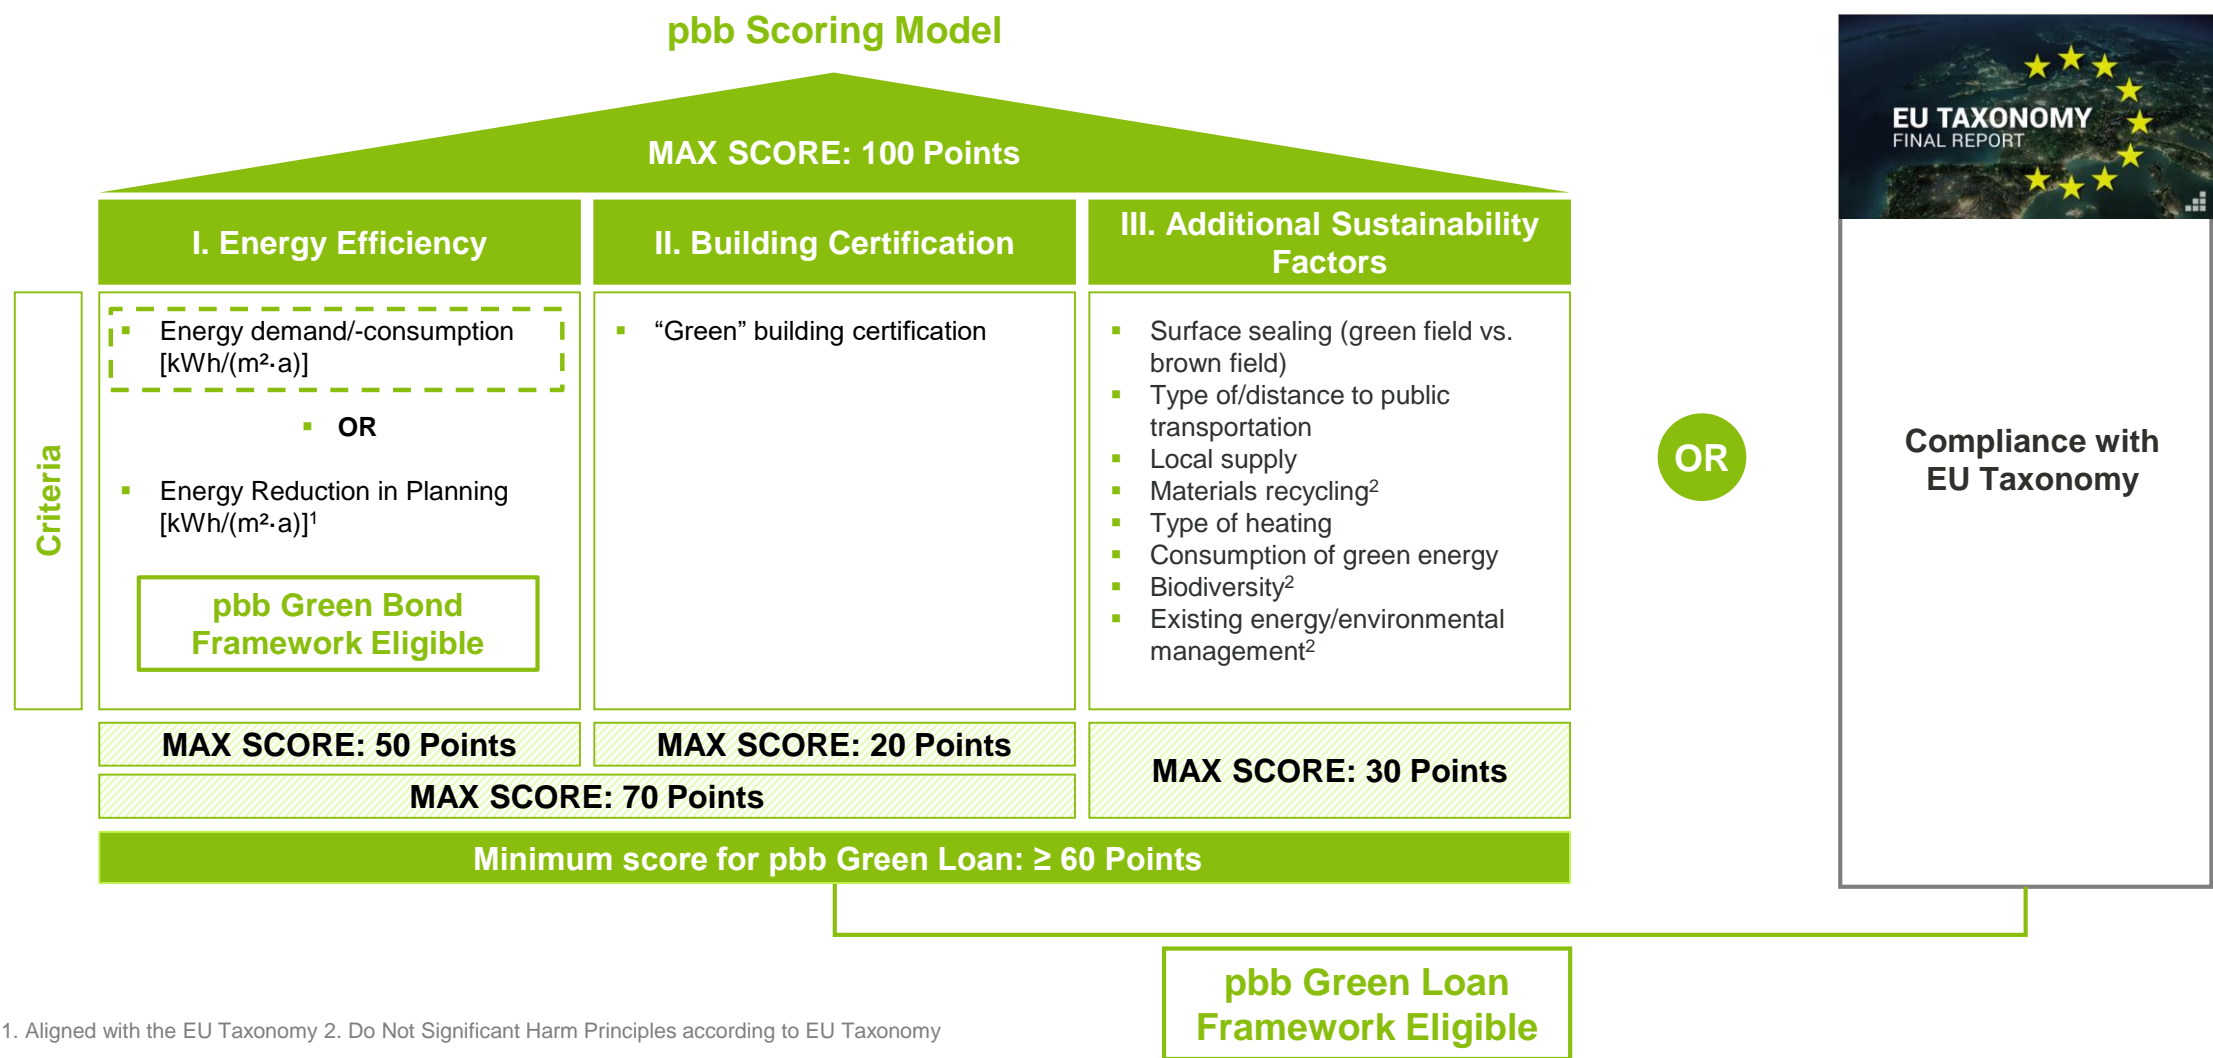 pbb Scoring Model
MAX SCORE: 100 Points
I. Energy Efficiency
II. Building Certification
III. Additional Sustainability
Factors
Criteria
▪ Energy demand/-consumption
[kWh/(m²·a)]
▪ OR
▪ Energy Reduction in Planning
[kWh/(m²·a)]¹
pbb Green Bond
Framework Eligible
▪ “Green” building certification
▪ Surface sealing (green field vs.
brown field)
▪ Type of/distance to public
transportation
▪ Local supply
▪ Materials recycling²
▪ Type of heating
▪ Consumption of green energy
▪ Biodiversity²
▪ Existing energy/environmental
management²
MAX SCORE: 50 Points
MAX SCORE: 20 Points
MAX SCORE: 70 Points
MAX SCORE: 30 Points
Minimum score for pbb Green Loan: ≥ 60 Points
OR
EU TAXONOMY
FINAL REPORT
Compliance with
EU Taxonomy
pbb Green Loan
Framework Eligible
1. Aligned with the EU Taxonomy 2. Do Not Significant Harm Principles according to EU Taxonomy